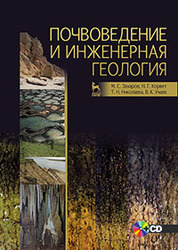 ПОЧВОВЕДЕНИЕ
И ИНЖЕНЕРНАЯ
ГЕОЛОГИЯ
М. С. Захаров, Н. Г. Корвет,
Т. Н. Николаева, В. К. Учаев
CD